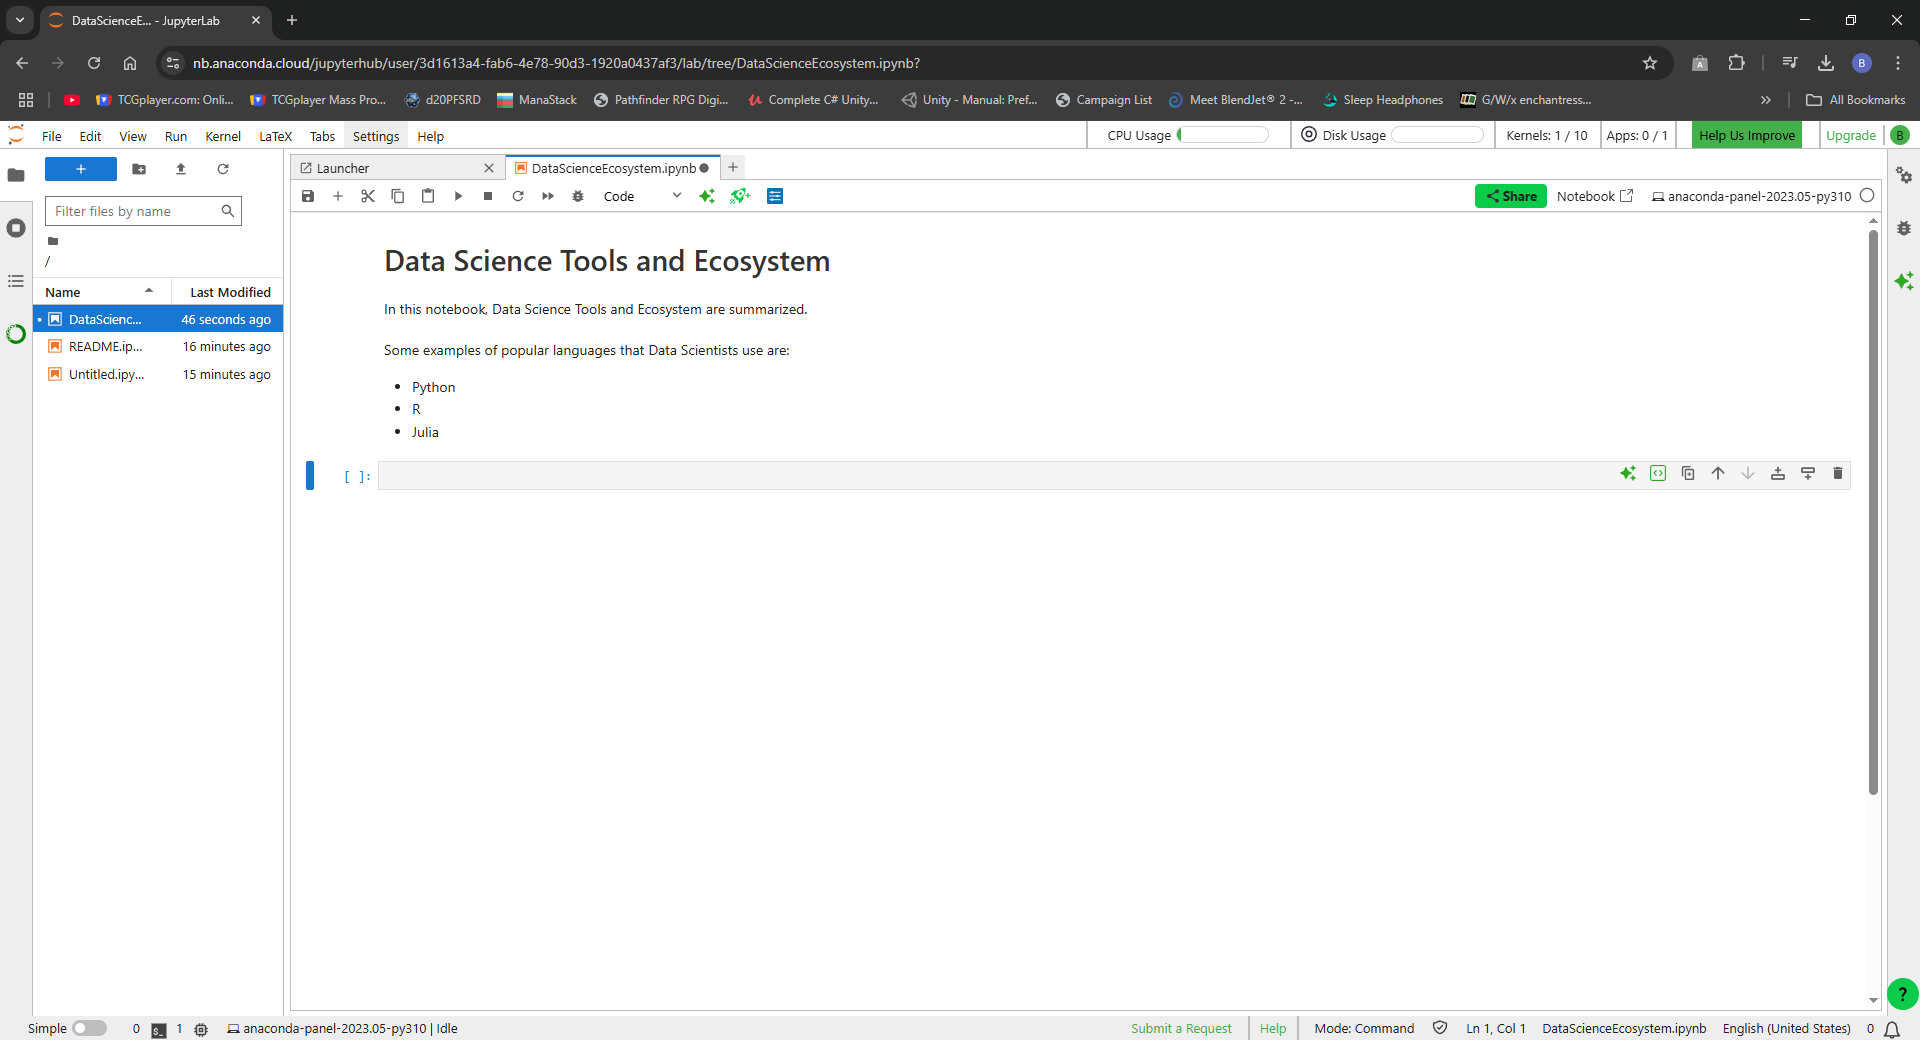 DataScienceE... - JupyterLab
nb.anaconda.cloud/jupyterhub/user/3d1613a4-fab6-4e78-90d3-1920a0437af3/lab/tree/DataScienceEcosystem.ipynb?
B
TCGplayer.com: Onli...
TCGplayer Mass Pro...
d20PFSRD
ManaStack
Pathfinder RPG Digi...
Complete C# Unity...
Unity - Manual: Pref...
Campaign List
Meet BlendJet® 2 -...
Sleep Headphones
G/W/x enchantress...
All Bookmarks
File Edit View Run Kernel LaTeX Tabs Settings Help
CPU Usage
Disk Usage
Kernels: 1 / 10
Apps: 0 / 1
Help Us Improve
Upgrade
B
Launcher
DataScienceEcosystem.ipynb
Filter files by name
/
Name Last Modified
DataScienc... 46 seconds ago
README.ip... 16 minutes ago
Untitled.ipy... 15 minutes ago
Code
Share
Notebook
anaconda-panel-2023.05-py310
Data Science Tools and Ecosystem
In this notebook, Data Science Tools and Ecosystem are summarized.
Some examples of popular languages that Data Scientists use are:
• Python
• R
• Julia
[ ]:
?
Simple
0
$_
1
anaconda-panel-2023.05-py310 | Idle
Submit a Request
Help
Mode: Command
Ln 1, Col 1
DataScienceEcosystem.ipynb
English (United States)
0